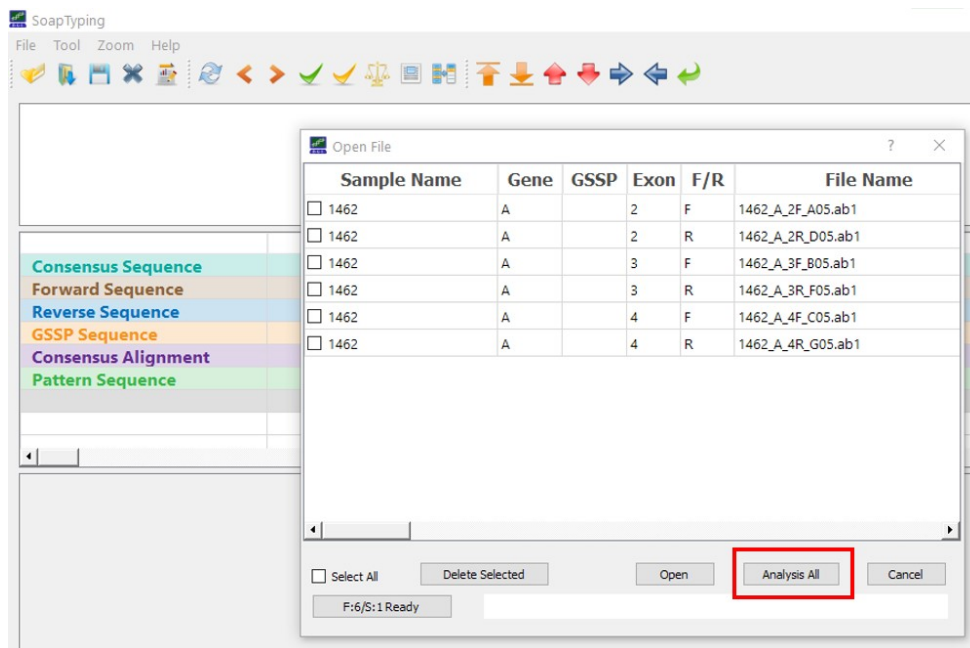 SoapTyping
File Tool Zoom Help
Open File ?
Sample Name Gene GSSP Exon F/R File Name
1462 A 2 F 1462_A_2F_A05.ab1
1462 A 2 R 1462_A_2R_D05.ab1
1462 A 3 F 1462_A_3F_B05.ab1
1462 A 3 R 1462_A_3R_F05.ab1
1462 A 4 F 1462_A_4F_C05.ab1
1462 A 4 R 1462_A_4R_G05.ab1
Consensus Sequence
Forward Sequence
Reverse Sequence
GSSP Sequence
Consensus Alignment
Pattern Sequence
Select All Delete Selected Open Analysis All Cancel
F:6/S:1 Ready